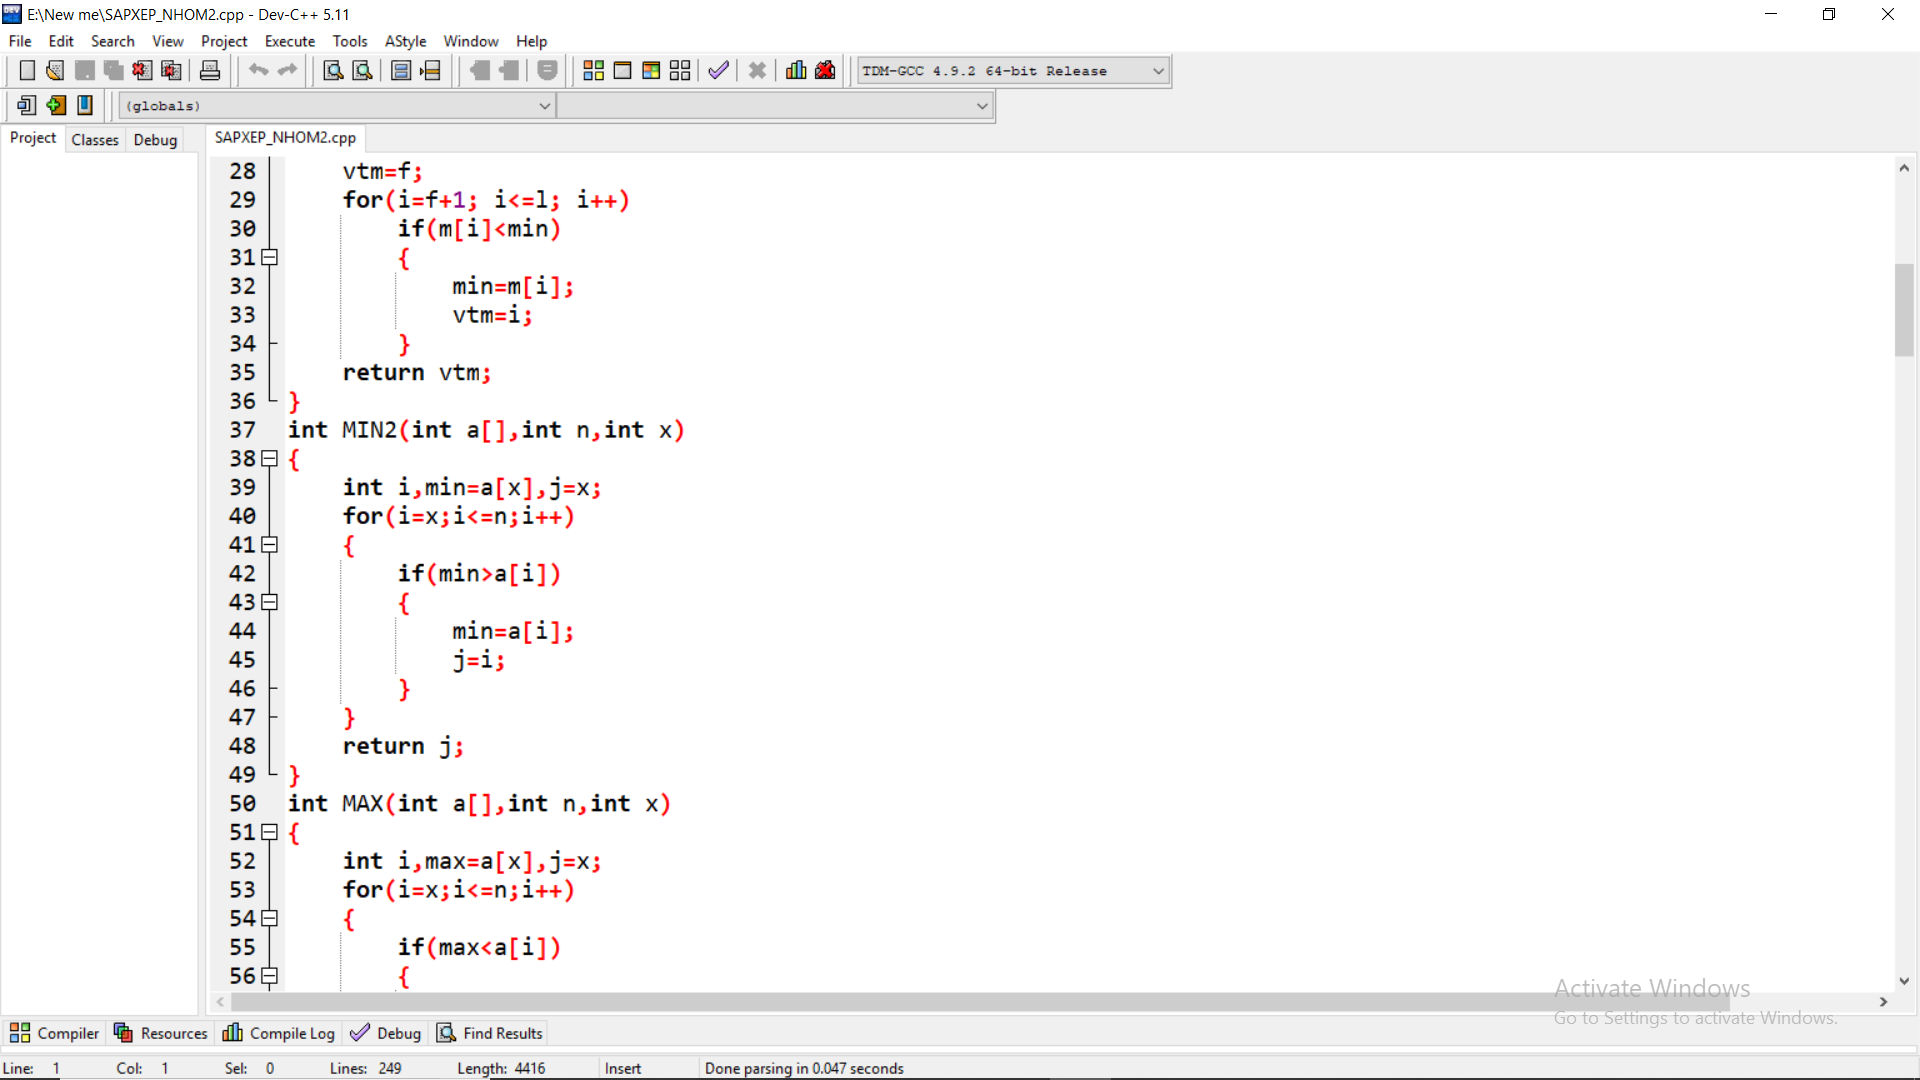 E:\New me\SAPXEP_NHOM2.cpp - Dev-C++ 5.11
File Edit Search View Project Execute Tools AStyle Window Help
TDM-GCC 4.9.2 64-bit Release
(globals)
Project Classes Debug SAPXEP_NHOM2.cpp
28 vtm=f;
29 for(i=f+1; i<=l; i++)
30 if(m[i]<min)
31 {
32 min=m[i];
33 vtm=i;
34 }
35 return vtm;
36 }
37 int MIN2(int a[],int n,int x)
38 {
39 int i,min=a[x],j=x;
40 for(i=x;i<=n;i++)
41 {
42 if(min>a[i])
43 {
44 min=a[i];
45 j=i;
46 }
47 }
48 return j;
49 }
50 int MAX(int a[],int n,int x)
51 {
52 int i,max=a[x],j=x;
53 for(i=x;i<=n;i++)
54 {
55 if(max<a[i])
56 {
Activate Windows
Go to Settings to activate Windows.
Compiler Resources Compile Log Debug Find Results
Line: 1 Col: 1 Sel: 0 Lines: 249 Length: 4416 Insert Done parsing in 0.047 seconds